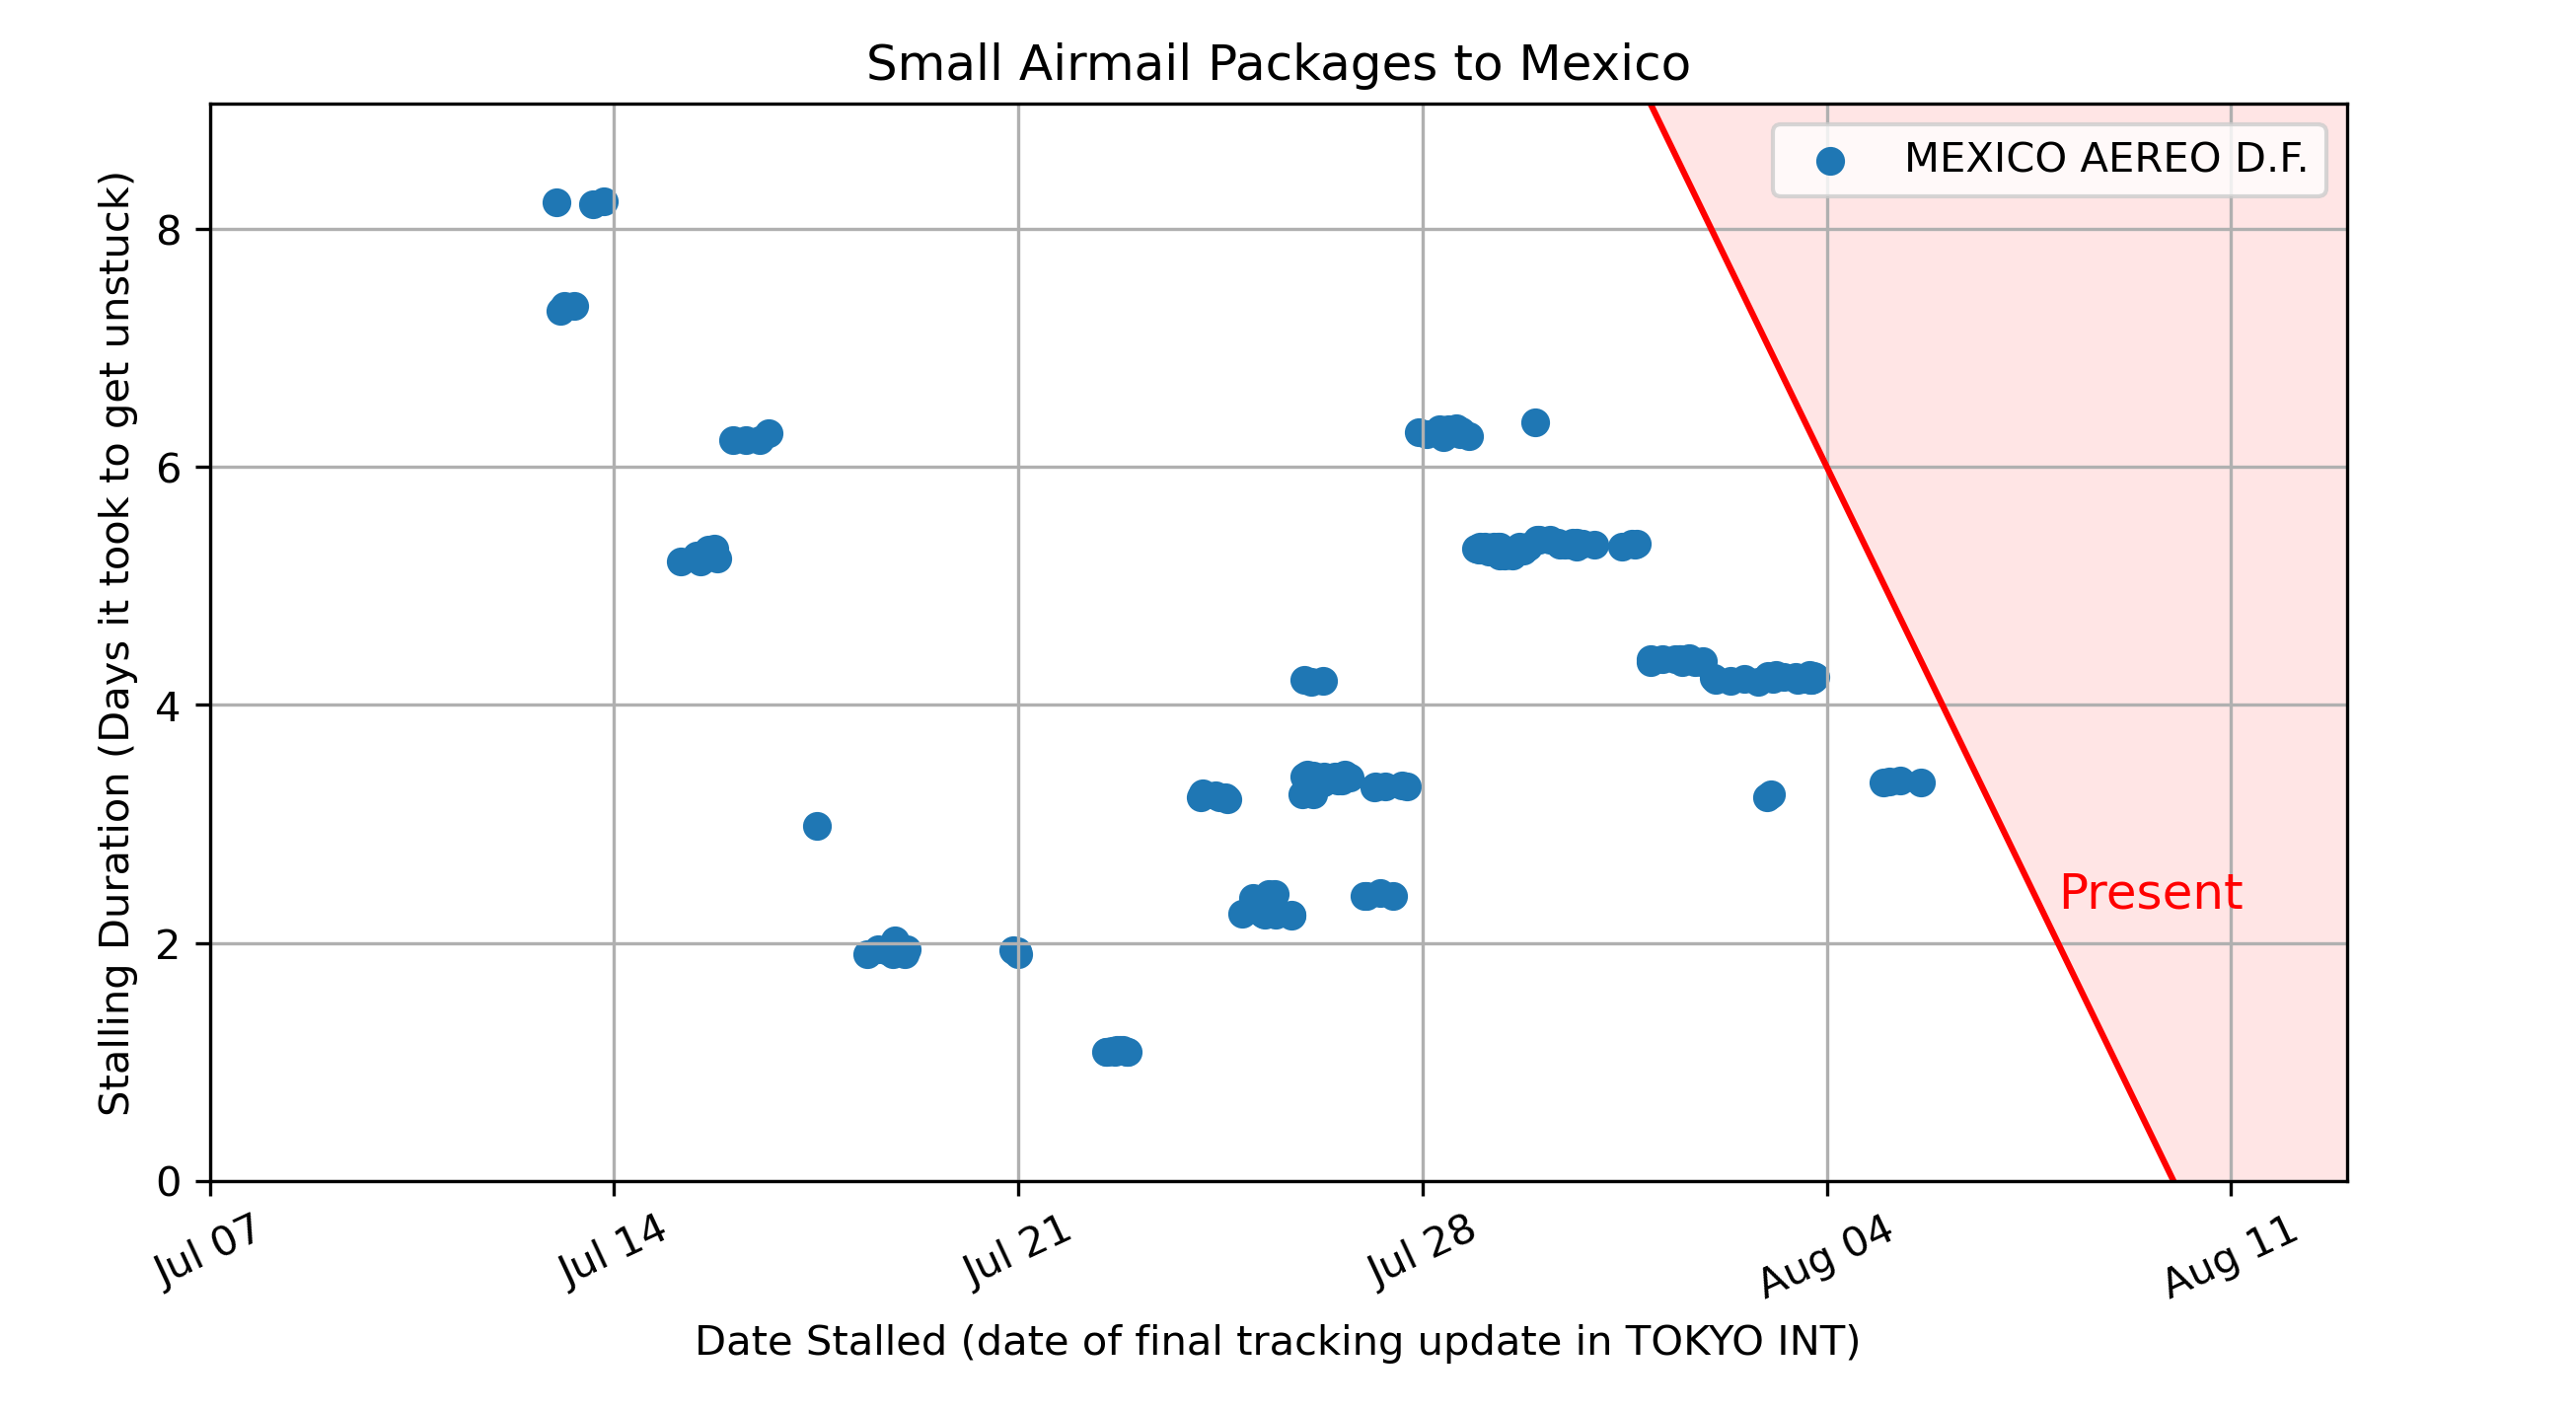 Small Airmail Packages to Mexico
MEXICO AEREO D.F.
Stalling Duration (Days it took to get unstuck)
8
6
4
2
0
Present
Jul 07
Jul 14
Jul 21
Jul 28
Aug 04
Aug 11
Date Stalled (date of final tracking update in TOKYO INT)